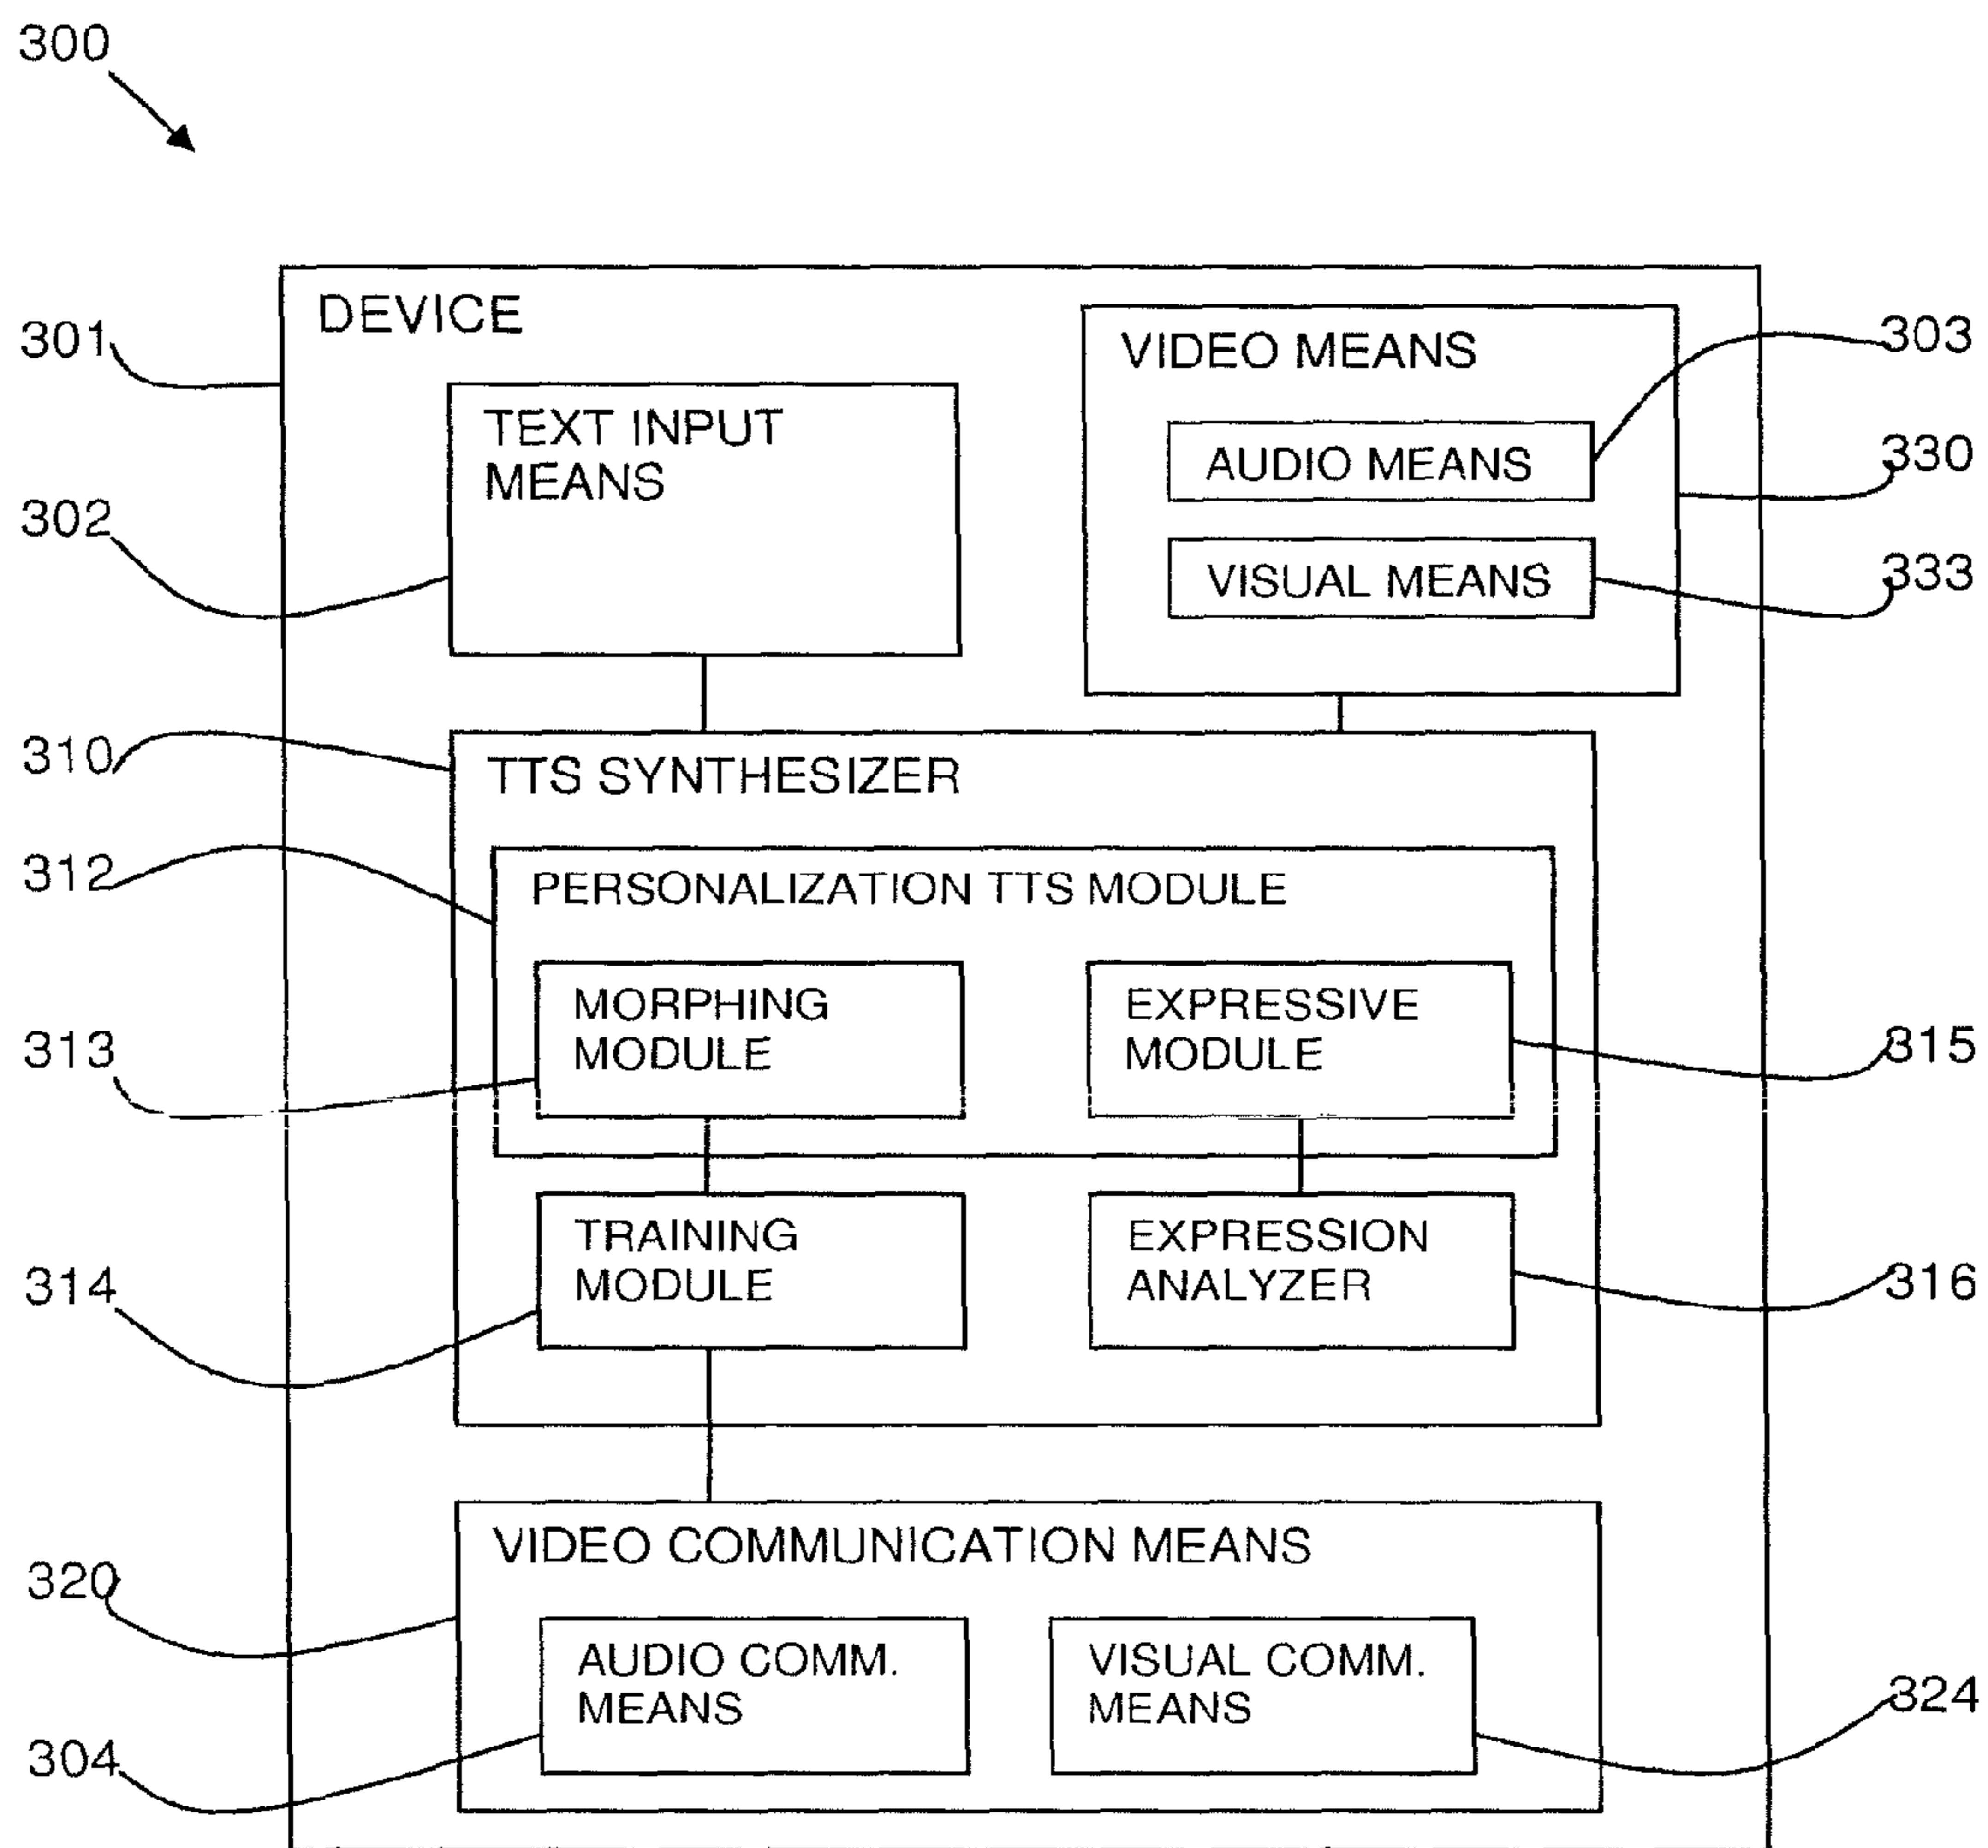 300
DEVICE
301
VIDEO MEANS
303
TEXT INPUT
MEANS
AUDIO MEANS
330
302
VISUAL MEANS
333
310
TTS SYNTHESIZER
312
PERSONALIZATION TTS MODULE
MORPHING
MODULE
EXPRESSIVE
MODULE
313
315
TRAINING
MODULE
EXPRESSION
ANALYZER
314
316
VIDEO COMMUNICATION MEANS
320
AUDIO COMM.
MEANS
VISUAL COMM.
MEANS
324
304